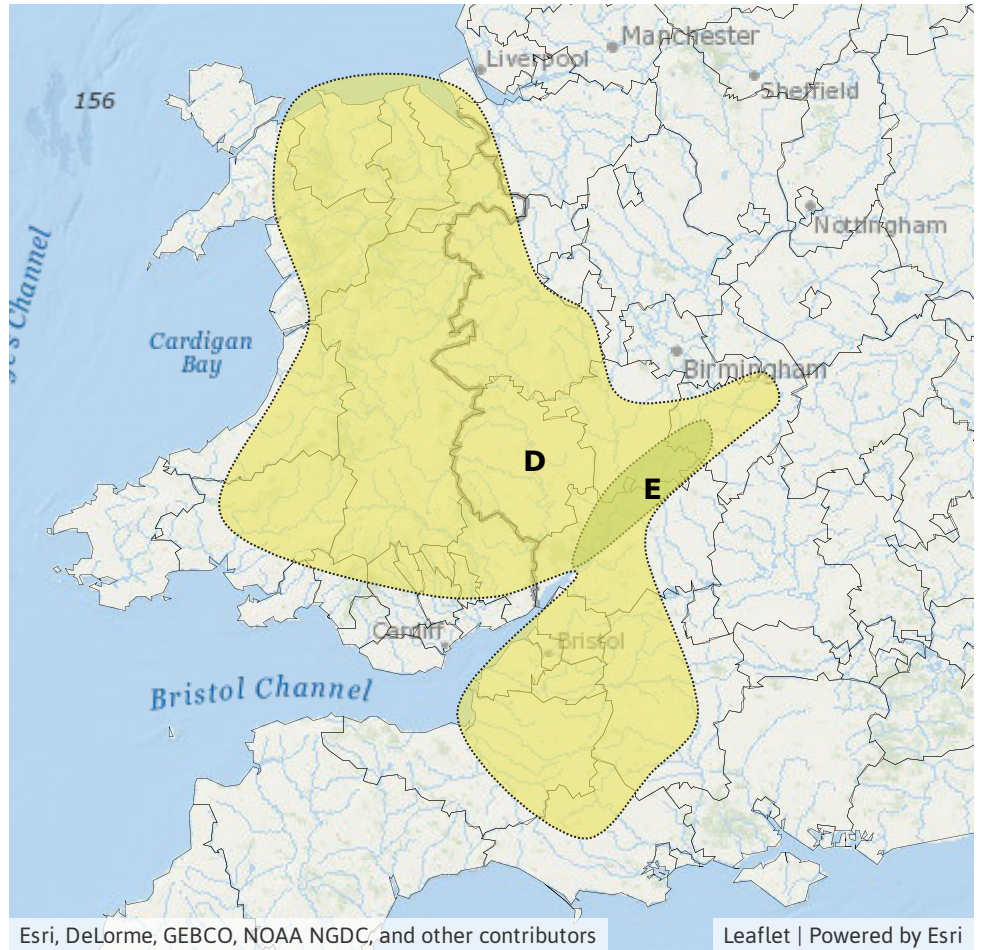 Manchester
Liverpool
Sheffield
156
Nottingham
Channel
Cardigan
Bay
Birmingham
D
E
Cardiff
Bristol
Bristol Channel
Esri, DeLorme, GEBCO, NOAA NGDC, and other contributors
Leaflet | Powered by Esri